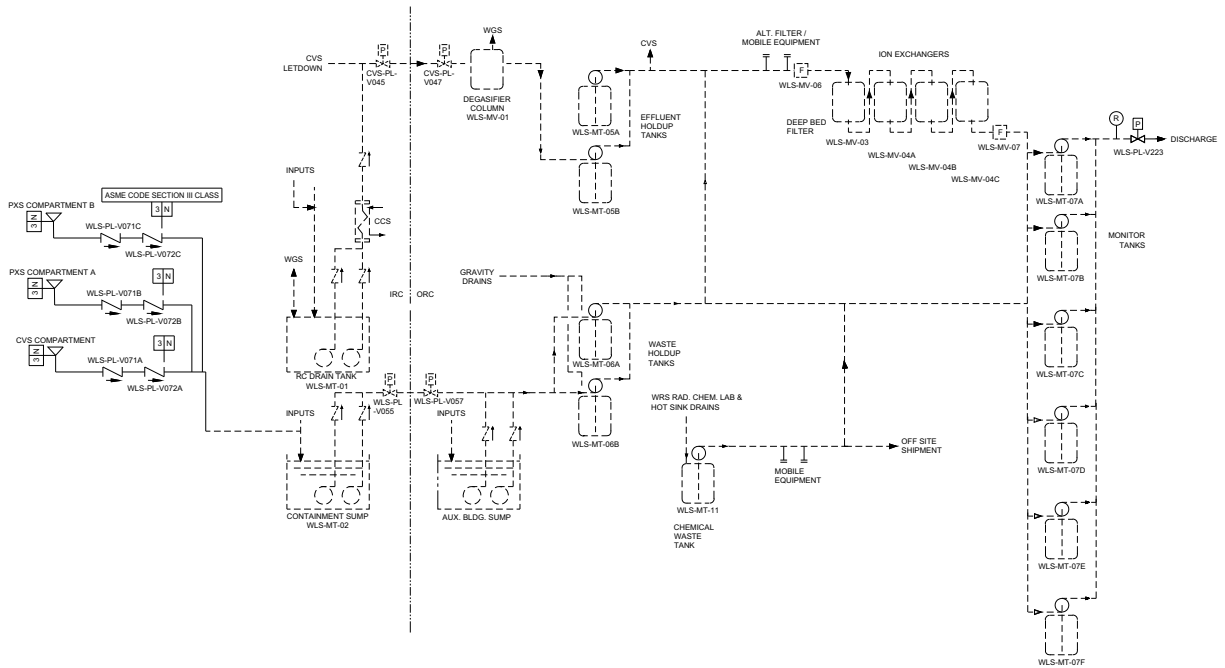 WGS
P
CVS
LETDOWN
CVS-PL-
V045
P
CVS-PL-
V047
DEGASIFIER
COLUMN
WLS-MV-01
CVS
WLS-MT-05A
EFFLUENT
HOLDUP
TANKS
WLS-MT-05B
ALT. FILTER /
MOBILE EQUIPMENT
F
WLS-MV-06
ION EXCHANGERS
DEEP BED
FILTER
WLS-MV-03
WLS-MV-04A
WLS-MV-04B
WLS-MV-04C
F
WLS-MV-07
R
P
WLS-PL-V223
DISCHARGE
INPUTS
CCS
WGS
IRC
ORC
RC DRAIN TANK
WLS-MT-01
ASME CODE SECTION III CLASS
3 N
PXS COMPARTMENT B
3 N
WLS-PL-V071C
WLS-PL-V072C
3 N
PXS COMPARTMENT A
3 N
WLS-PL-V071B
WLS-PL-V072B
3 N
CVS COMPARTMENT
3 N
WLS-PL-V071A
WLS-PL-V072A
GRAVITY
DRAINS
WLS-MT-06A
WASTE
HOLDUP
TANKS
WLS-MT-06B
P
WLS-PL
-V055
P
WLS-PL-V057
INPUTS
CONTAINMENT SUMP
WLS-MT-02
INPUTS
AUX. BLDG. SUMP
WRS RAD. CHEM. LAB &
HOT SINK DRAINS
WLS-MT-11
CHEMICAL
WASTE
TANK
MOBILE
EQUIPMENT
OFF SITE
SHIPMENT
WLS-MT-07A
MONITOR
TANKS
WLS-MT-07B
WLS-MT-07C
WLS-MT-07D
WLS-MT-07E
WLS-MT-07F